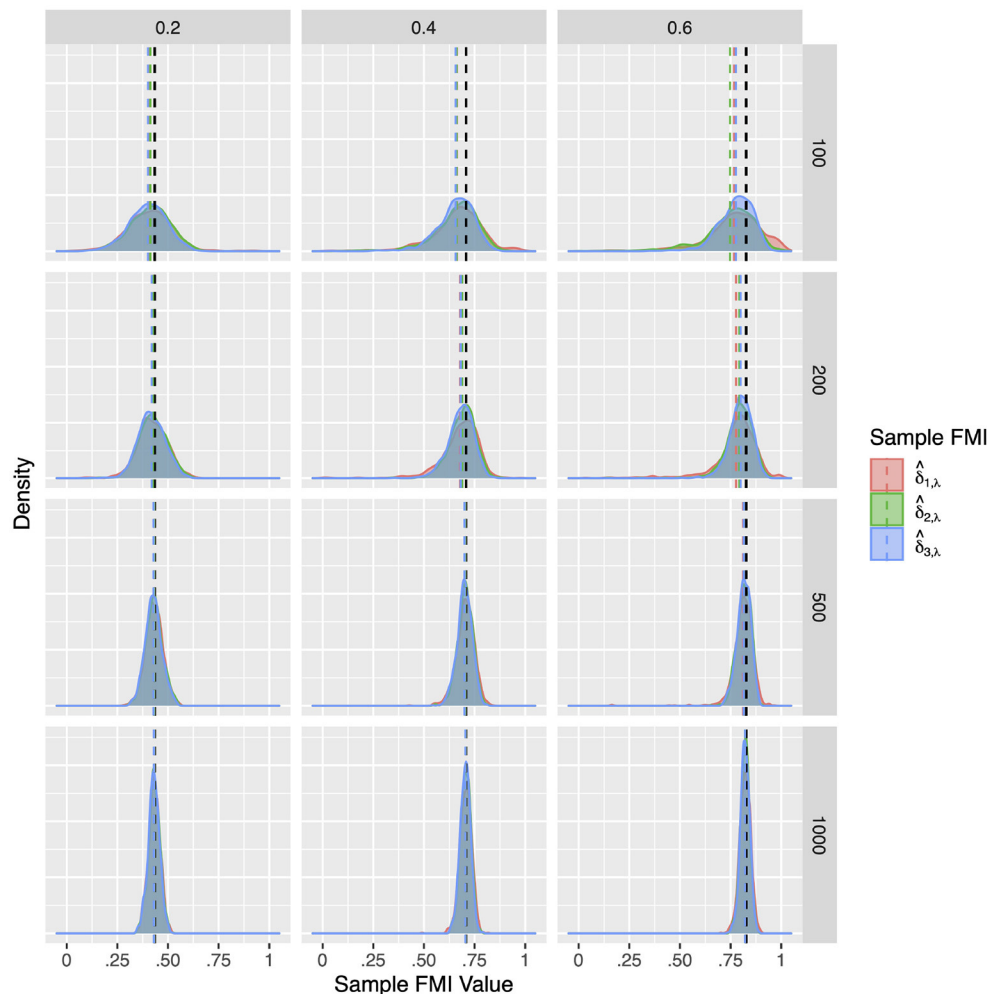 0.2 0.4 0.6
100
200
500
1000
Density
Sample FMI
δ̂1,λ
δ̂2,λ
δ̂3,λ
0 .25 .50 .75 1 0 .25 .50 .75 1 0 .25 .50 .75 1
Sample FMI Value